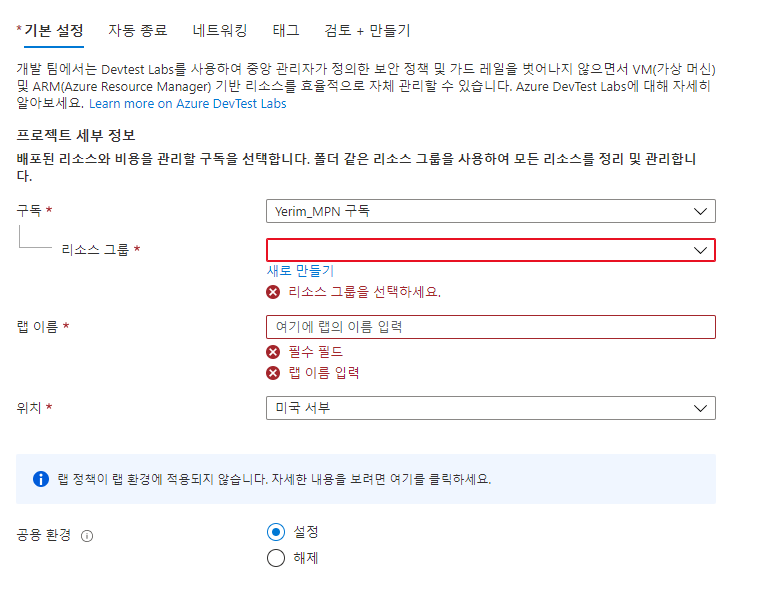 * 기본 설정 자동 종료 네트워킹 태그 검토 + 만들기
개발 팀에서는 Devtest Labs를 사용하여 중앙 관리자가 정의한 보안 정책 및 가드 레일을 벗어나지 않으면서 VM(가상 머신)
및 ARM(Azure Resource Manager) 기반 리소스를 효율적으로 자체 관리할 수 있습니다. Azure DevTest Labs에 대해 자세히
알아보세요. Learn more on Azure DevTest Labs
프로젝트 세부 정보
배포된 리소스와 비용을 관리할 구독을 선택합니다. 폴더 같은 리소스 그룹을 사용하여 모든 리소스를 정리 및 관리합니
다.
구독 * Yerim_MPN 구독
리소스 그룹 *
새로 만들기
리소스 그룹을 선택하세요.
랩 이름 * 여기에 랩의 이름 입력
필수 필드
랩 이름 입력
위치 * 미국 서부
랩 정책이 랩 환경에 적용되지 않습니다. 자세한 내용을 보려면 여기를 클릭하세요.
공용 환경 설정
해제